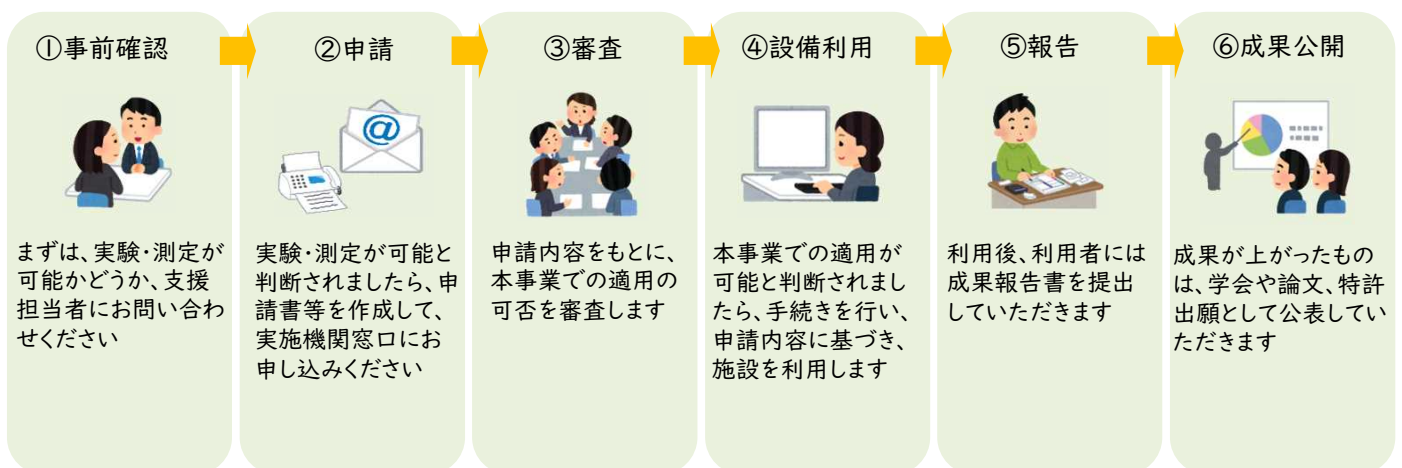 ①事前確認
まずは、実験・測定が
可能かどうか、支援
担当者にお問い合わ
せください
②申請
@
実験・測定が可能と
判断されましたら、申
請書等を作成して、
実施機関窓口にお
申し込みください
③審査
申請内容をもとに、
本事業での適用の
可否を審査します
④設備利用
本事業での適用が
可能と判断されまし
たら、手続きを行い、
申請内容に基づき、
施設を利用します
⑤報告
利用後、利用者には
成果報告書を提出
していただきます
⑥成果公開
成果が上がったもの
は、学会や論文、特許
出願として公表してい
ただきます